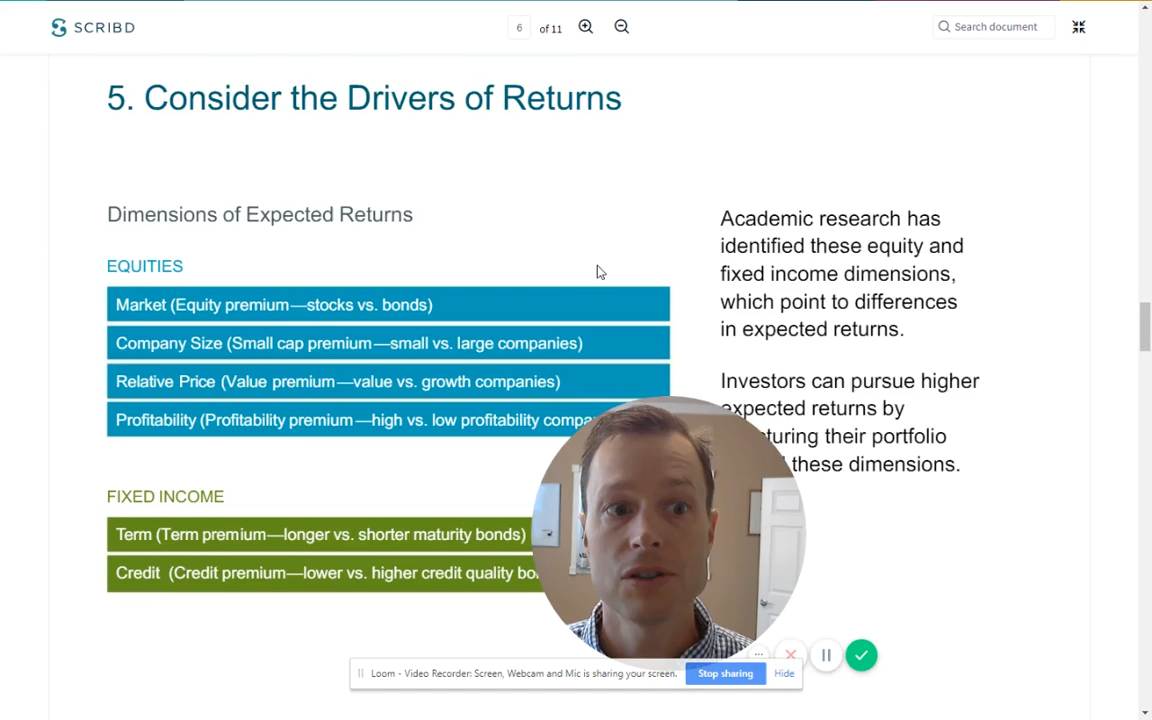 SCRIBD
6 of 11
Search document
5. Consider the Drivers of Returns
Dimensions of Expected Returns
EQUITIES
Market (Equity premium—stocks vs. bonds)
Company Size (Small cap premium—small vs. large companies)
Relative Price (Value premium—value vs. growth companies)
Profitability (Profitability premium—high vs. low profitability
FIXED INCOME
Term (Term premium—longer vs. shorter maturity bonds)
Credit (Credit premium—lower vs. higher credit quality
Academic research has
identified these equity and
fixed income dimensions,
which point to differences
in expected returns.
Investors can pursue higher
expected returns by
their portfolio
these dimensions.
Loom - Video Recorder: Screen, Webcam and Mic is sharing your screen.
Stop sharing
Hide